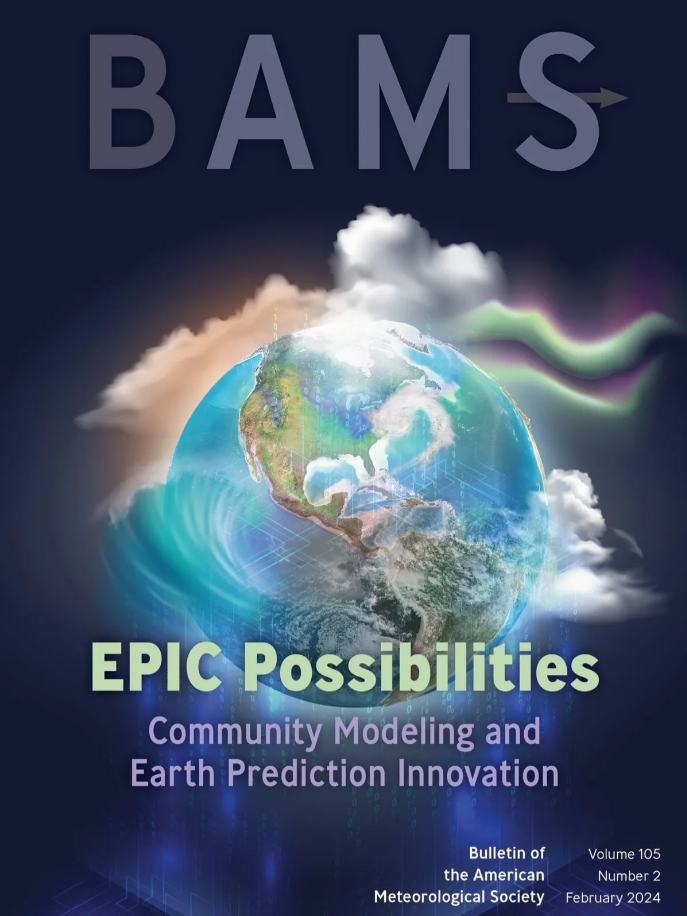 BAMS
EPIC Possibilities
Community Modeling and
Earth Prediction Innovation
Bulletin of
the American
Meteorological Society
Volume 105
Number 2
February 2024